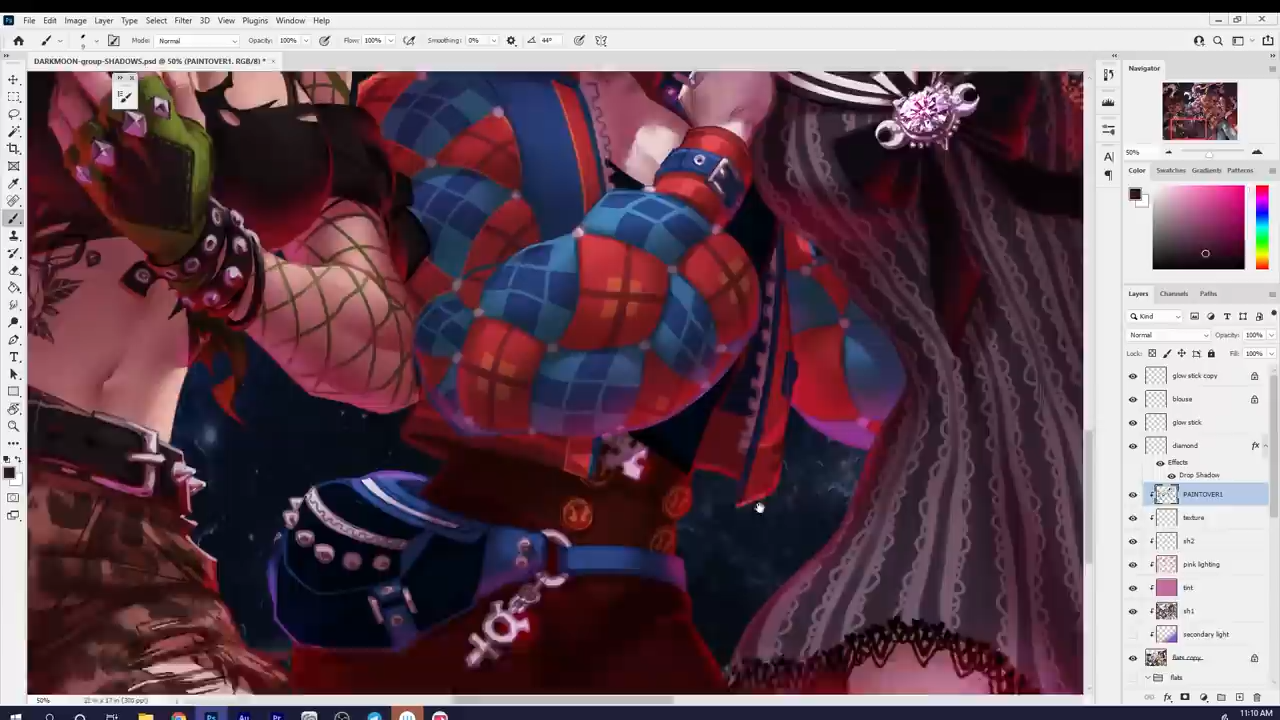 Ps File Edit Image Layer Type Select Filter 3D View Plugins Window Help
Mode: Normal Opacity: 100% Flow: 100% Smoothing: 0% 44°
DARKMOON-group-SHADOWS.psd @ 50% (PAINTOVER1, RGB/8) *
Navigator
50%
Color Swatches Gradients Patterns
Layers Channels Paths
Kind
Normal Opacity: 100%
Lock: Fill: 100%
glow stick copy
blouse
glow stick
diamond fx
Effects
Drop Shadow
PAINTOVER1
texture
sh2
pink lighting
tint
sh1
secondary light
flats copy
flats
50%
11:10 AM